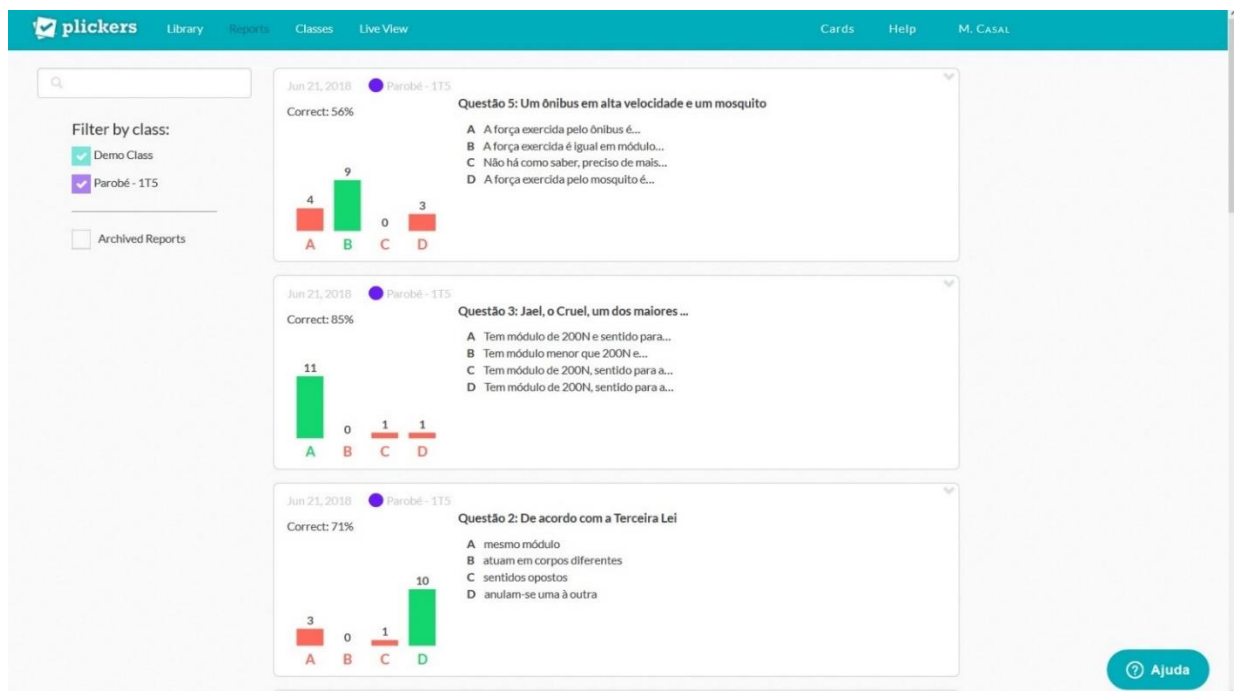 plickers Library Reports Classes Live View Cards Help M. CASAL
Filter by class:
Demo Class
Parobé - 1T5
Archived Reports
Jun 21, 2018 Parobé - 1T5
Correct: 56%
Questão 5: Um ônibus em alta velocidade e um mosquito
A A força exercida pelo ônibus é...
B A força exercida é igual em módulo...
C Não há como saber, preciso de mais...
D A força exercida pelo mosquito é...
4 9 0 3
A B C D
Jun 21, 2018 Parobé - 1T5
Correct: 85%
Questão 3: Jael, o Cruel, um dos maiores ...
A Tem módulo de 200N e sentido para...
B Tem módulo menor que 200N e...
C Tem módulo de 200N, sentido para a...
D Tem módulo de 200N, sentido para a...
11 0 1 1
A B C D
Jun 21, 2018 Parobé - 1T5
Correct: 71%
Questão 2: De acordo com a Terceira Lei
A mesmo módulo
B atuam em corpos diferentes
C sentidos opostos
D anulam-se uma à outra
3 0 1 10
A B C D
Ajuda